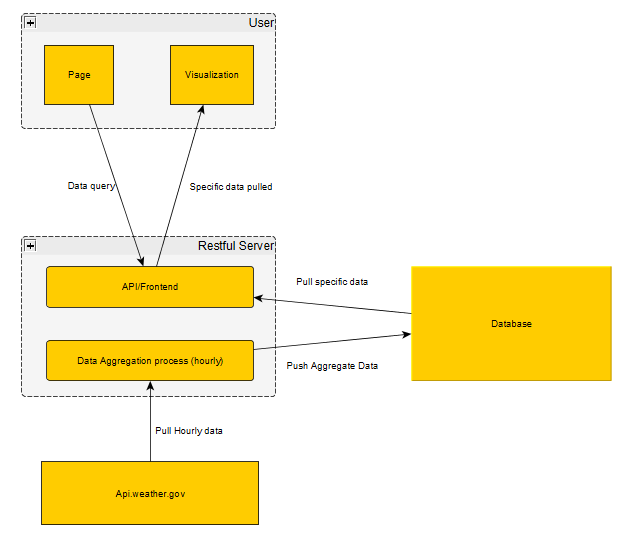 User
Page
Visualization
Data query
Specific data pulled
Restful Server
API/Frontend
Pull specific data
Database
Data Aggregation process (hourly)
Push Aggregate Data
Pull Hourly data
Api.weather.gov